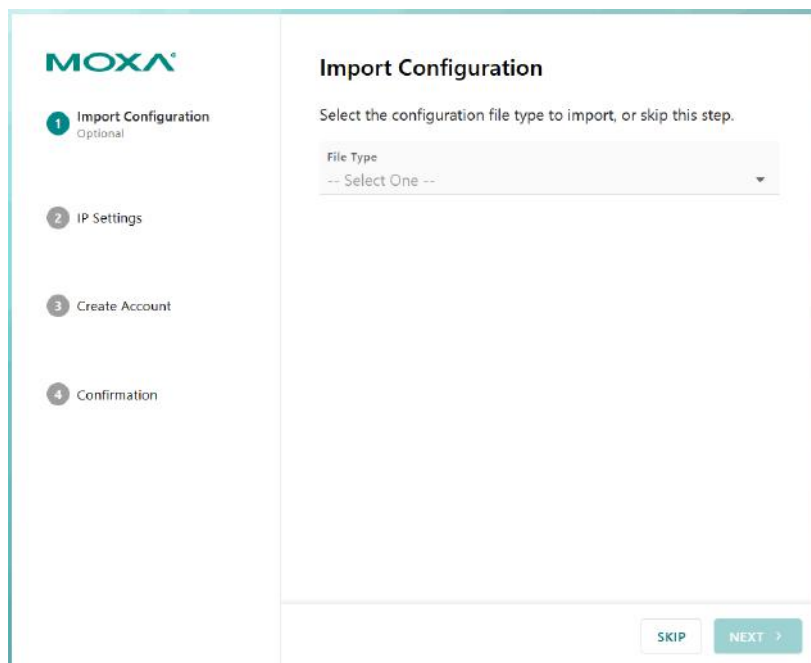 MOXA
1 Import Configuration
Optional
2 IP Settings
3 Create Account
4 Confirmation
Import Configuration
Select the configuration file type to import, or skip this step.
File Type
-- Select One --
SKIP
NEXT >